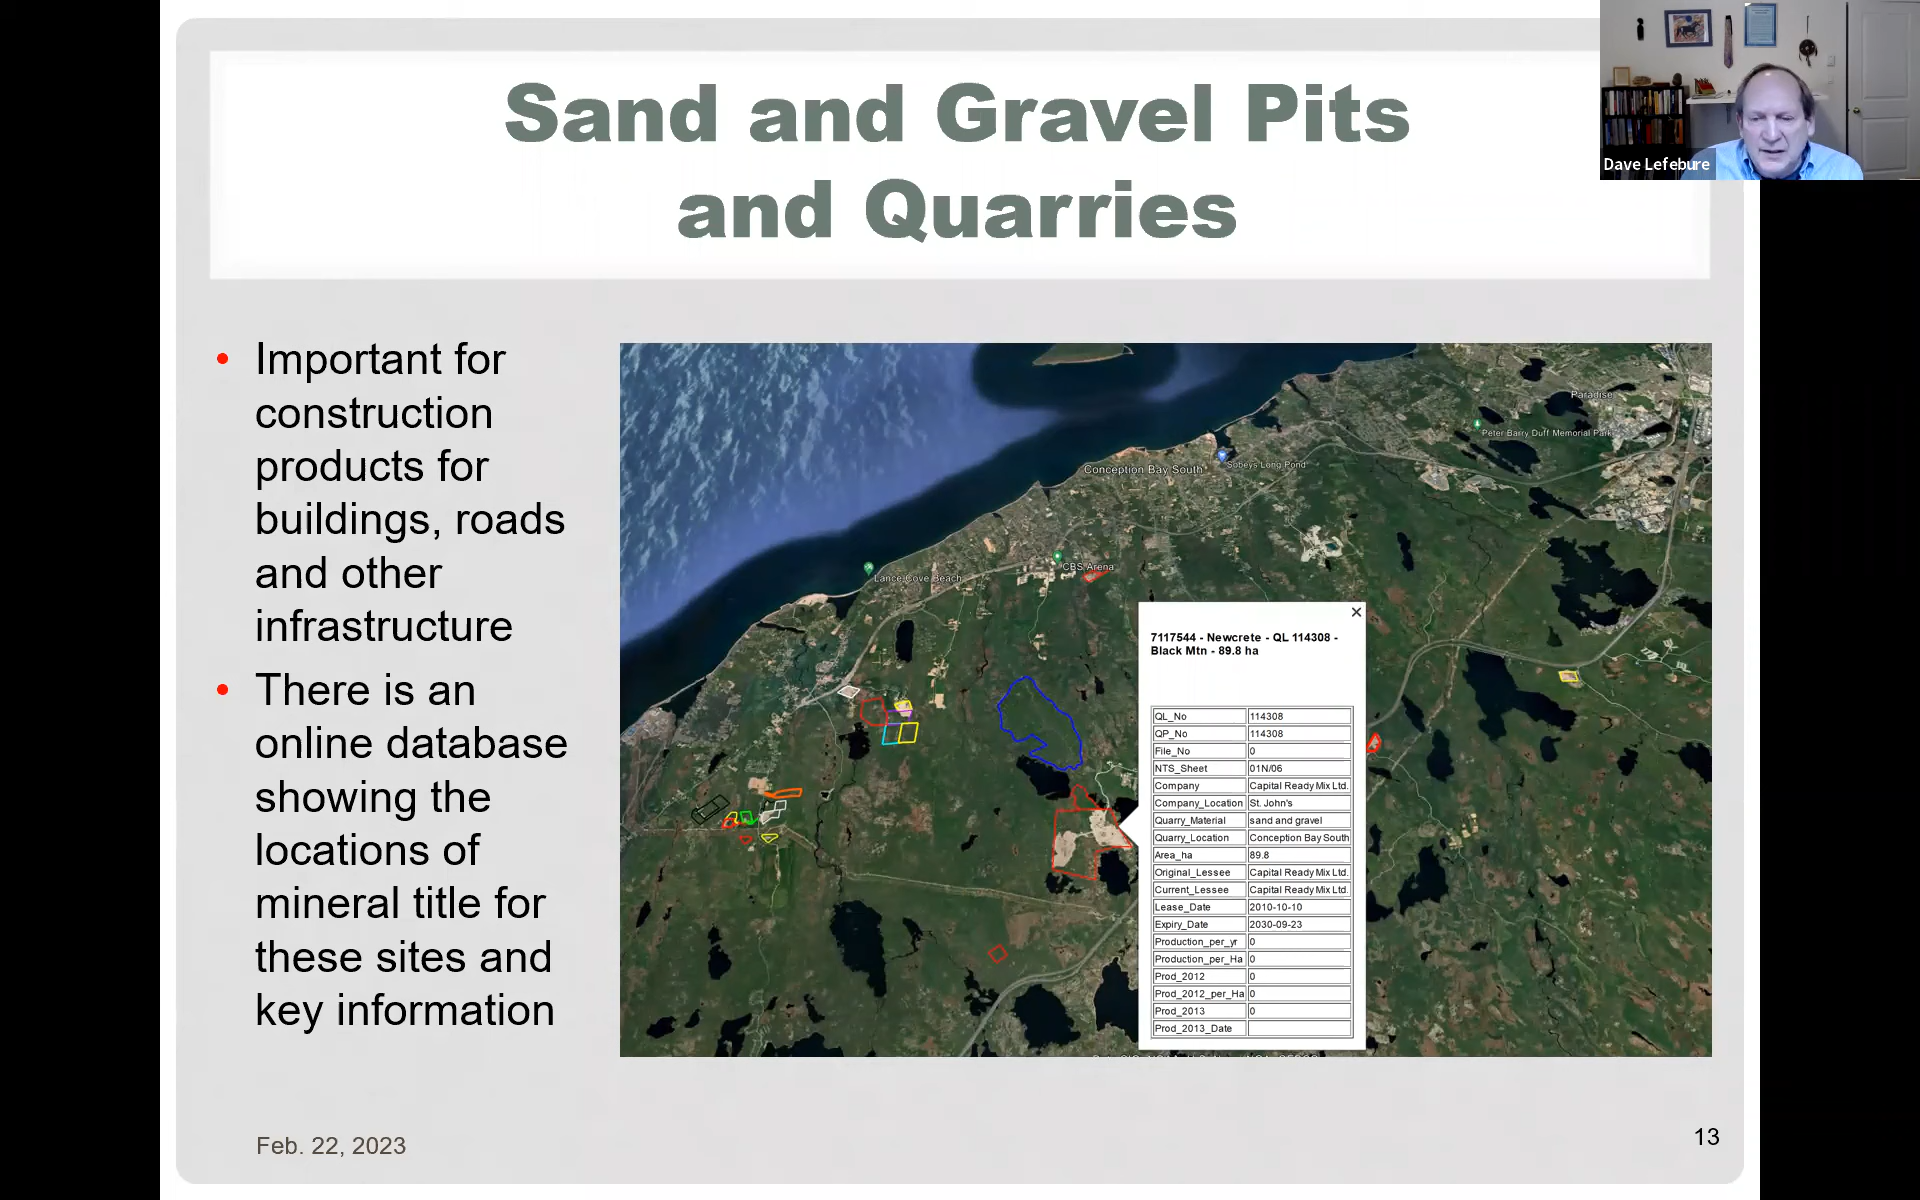 Sand and Gravel Pits
and Quarries
Dave Lefebure
• Important for
construction
products for
buildings, roads
and other
infrastructure
• There is an
online database
showing the
locations of
mineral title for
these sites and
key information
Paradise
Peter Barry Duff Memorial Park
Conception Bay South
Sobeys Long Pond
Lance Cove Beach
CBS Arena
7117544 - Newcrete - QL 114308 -
Black Mtn - 89.8 ha
QL_No 114308
QP_No 114308
File_No 0
NTS_Sheet 01N/06
Company Capital Ready Mix Ltd.
Company_Location St. John's
Quarry_Material sand and gravel
Quarry_Location Conception Bay South
Area_ha 89.8
Original_Lessee Capital Ready Mix Ltd.
Current_Lessee Capital Ready Mix Ltd.
Lease_Date 2010-10-10
Expiry_Date 2030-09-23
Production_per_yr 0
Production_per_Ha 0
Prod_2012 0
Prod_2012_per_Ha 0
Prod_2013 0
Prod_2013_Date
Feb. 22, 2023
13